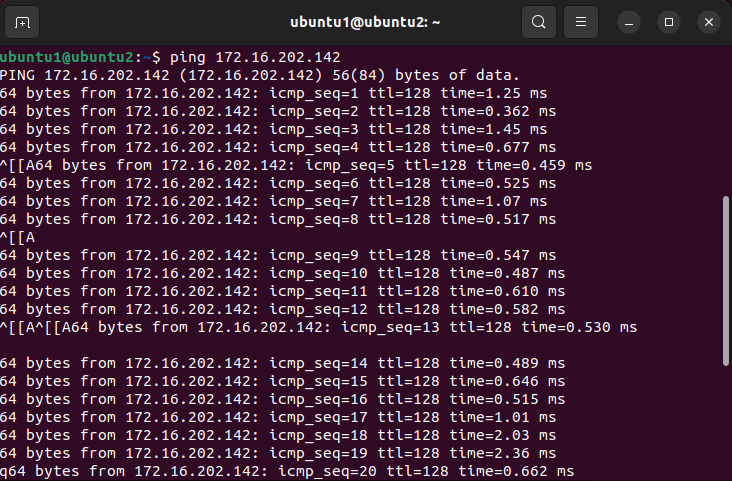 ubuntu1@ubuntu2: ~
ubuntu1@ubuntu2:~$ ping 172.16.202.142
PING 172.16.202.142 (172.16.202.142) 56(84) bytes of data.
64 bytes from 172.16.202.142: icmp_seq=1 ttl=128 time=1.25 ms
64 bytes from 172.16.202.142: icmp_seq=2 ttl=128 time=0.362 ms
64 bytes from 172.16.202.142: icmp_seq=3 ttl=128 time=1.45 ms
64 bytes from 172.16.202.142: icmp_seq=4 ttl=128 time=0.677 ms
^[[A64 bytes from 172.16.202.142: icmp_seq=5 ttl=128 time=0.459 ms
64 bytes from 172.16.202.142: icmp_seq=6 ttl=128 time=0.525 ms
64 bytes from 172.16.202.142: icmp_seq=7 ttl=128 time=1.07 ms
64 bytes from 172.16.202.142: icmp_seq=8 ttl=128 time=0.517 ms
^[[A
64 bytes from 172.16.202.142: icmp_seq=9 ttl=128 time=0.547 ms
64 bytes from 172.16.202.142: icmp_seq=10 ttl=128 time=0.487 ms
64 bytes from 172.16.202.142: icmp_seq=11 ttl=128 time=0.610 ms
64 bytes from 172.16.202.142: icmp_seq=12 ttl=128 time=0.582 ms
^[[A^[[A64 bytes from 172.16.202.142: icmp_seq=13 ttl=128 time=0.530 ms
64 bytes from 172.16.202.142: icmp_seq=14 ttl=128 time=0.489 ms
64 bytes from 172.16.202.142: icmp_seq=15 ttl=128 time=0.646 ms
64 bytes from 172.16.202.142: icmp_seq=16 ttl=128 time=0.515 ms
64 bytes from 172.16.202.142: icmp_seq=17 ttl=128 time=1.01 ms
64 bytes from 172.16.202.142: icmp_seq=18 ttl=128 time=2.03 ms
64 bytes from 172.16.202.142: icmp_seq=19 ttl=128 time=2.36 ms
q64 bytes from 172.16.202.142: icmp_seq=20 ttl=128 time=0.662 ms